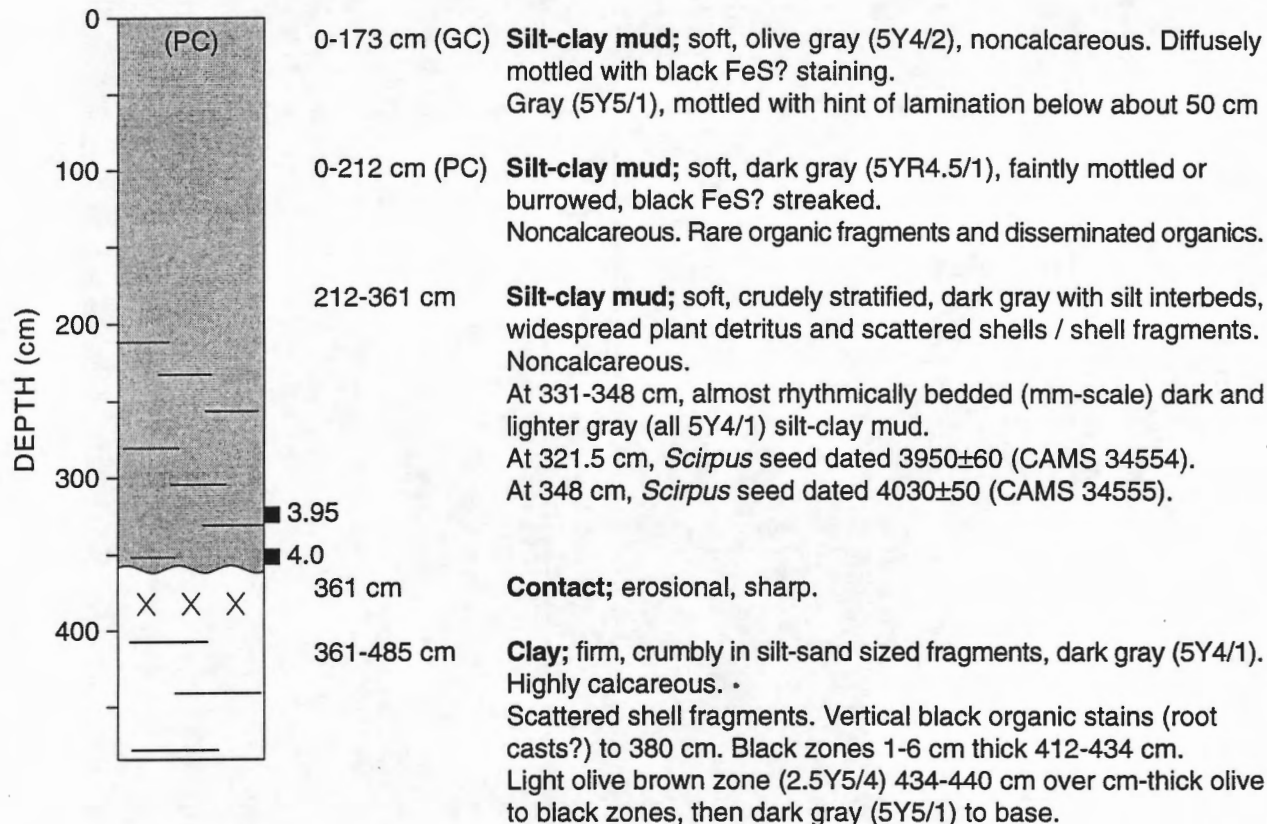 DEPTH (cm)
0
100
200
300
400
(PC)
3.95
4.0
0-173 cm (GC) Silt-clay mud; soft, olive gray (5Y4/2), noncalcareous. Diffusely
mottled with black FeS? staining.
Gray (5Y5/1), mottled with hint of lamination below about 50 cm
0-212 cm (PC) Silt-clay mud; soft, dark gray (5YR4.5/1), faintly mottled or
burrowed, black FeS? streaked.
Noncalcareous. Rare organic fragments and disseminated organics.
212-361 cm Silt-clay mud; soft, crudely stratified, dark gray with silt interbeds,
widespread plant detritus and scattered shells / shell fragments.
Noncalcareous.
At 331-348 cm, almost rhythmically bedded (mm-scale) dark and
lighter gray (all 5Y4/1) silt-clay mud.
At 321.5 cm, Scirpus seed dated 3950±60 (CAMS 34554).
At 348 cm, Scirpus seed dated 4030±50 (CAMS 34555).
361 cm Contact; erosional, sharp.
361-485 cm Clay; firm, crumbly in silt-sand sized fragments, dark gray (5Y4/1).
Highly calcareous.
Scattered shell fragments. Vertical black organic stains (root
casts?) to 380 cm. Black zones 1-6 cm thick 412-434 cm.
Light olive brown zone (2.5Y5/4) 434-440 cm over cm-thick olive
to black zones, then dark gray (5Y5/1) to base.